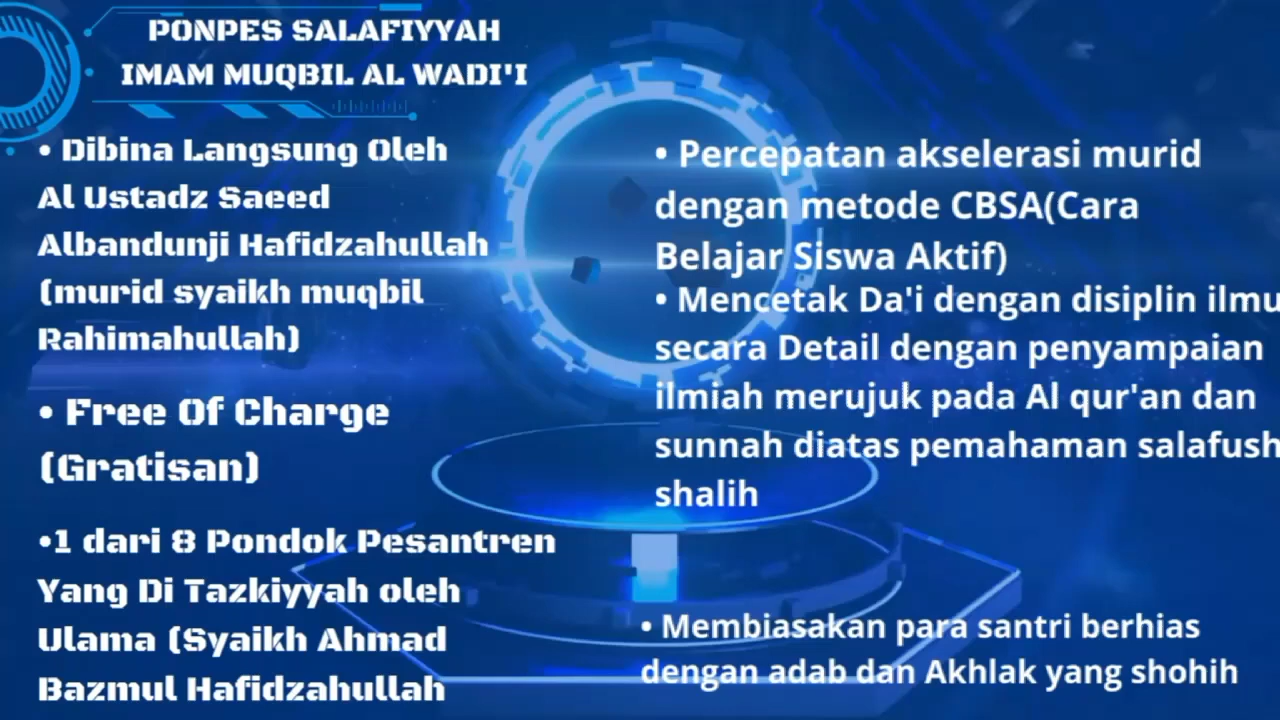 PONPES SALAFIYYAH
IMAM MUQBIL AL WADI'I
• Dibina Langsung Oleh
Al Ustadz Saeed
Albandunji Hafidzahullah
(murid syaikh muqbil
Rahimahullah)
• Free Of Charge
(Gratisan)
•1 dari 8 Pondok Pesantren
Yang Di Tazkiyyah oleh
Ulama (Syaikh Ahmad
Bazmul Hafidzahullah
• Percepatan akselerasi murid
dengan metode CBSA(Cara
Belajar Siswa Aktif)
• Mencetak Da'i dengan disiplin ilmu
secara Detail dengan penyampaian
ilmiah merujuk pada Al qur'an dan
sunnah diatas pemahaman salafush
shalih
• Membiasakan para santri berhias
dengan adab dan Akhlak yang shohih